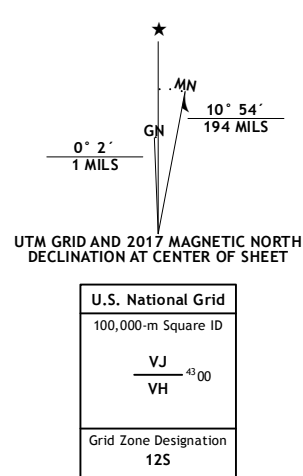 ★
MN
GN
10° 54´
194 MILS
0° 2´
1 MILS
UTM GRID AND 2017 MAGNETIC NORTH
DECLINATION AT CENTER OF SHEET
U.S. National Grid
100,000-m Square ID
VJ
4300
VH
Grid Zone Designation
12S